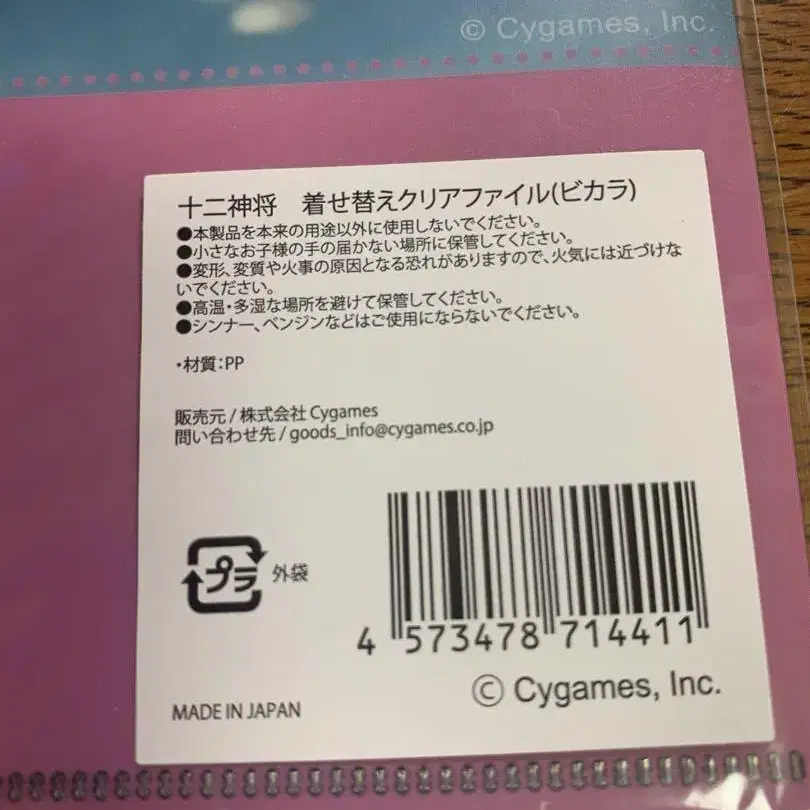 © Cygames, Inc.
十二神将　着せ替えクリアファイル(ビカラ)
●本製品を本来の用途以外に使用しないでください。
●小さなお子様の手の届かない場所に保管してください。
●変形、変質や火事の原因となる恐れがありますので、火気には近づけな
いでください。
●高温・多湿な場所を避けて保管してください。
●シンナー、ベンジンなどはご使用にならないでください。
・材質:PP
販売元 / 株式会社 Cygames
問い合わせ先 / goods_info@cygames.co.jp
プラ 外袋
4 573478 714411
© Cygames, Inc.
MADE IN JAPAN